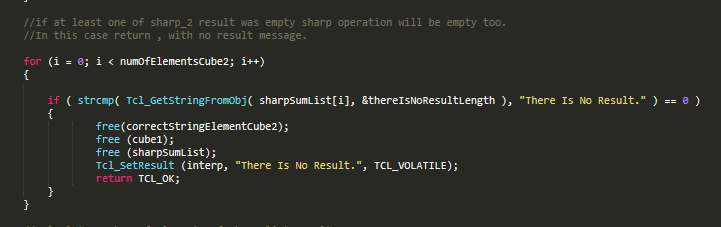 //if at least one of sharp_2 result was empty sharp operation will be empty too.
//In this case return , with no result message.
for (i = 0; i < numOfElementsCube2; i++)
{
if ( strcmp( Tcl_GetStringFromObj( sharpSumList[i], &thereIsNoResultLength ), "There Is No Result." ) == 0 )
{
free(correctStringElementCube2);
free (cube1);
free (sharpSumList);
Tcl_SetResult (interp, "There Is No Result.", TCL_VOLATILE);
return TCL_OK;
}
}